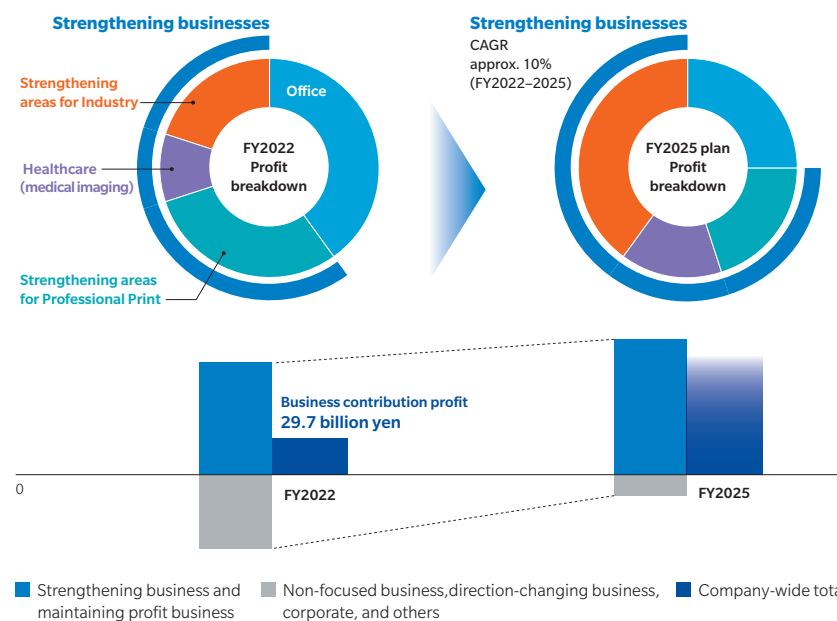 Strengthening businesses
Strengthening
areas for Industry
Healthcare
(medical imaging)
Strengthening areas
for Professional Print
Office
FY2022
Profit
breakdown
Strengthening businesses
CAGR
approx. 10%
(FY2022–2025)
FY2025 plan
Profit
breakdown
Business contribution profit
29.7 billion yen
0
FY2022
FY2025
Strengthening business and
maintaining profit business
Non-focused business,direction-changing business,
corporate, and others
Company-wide